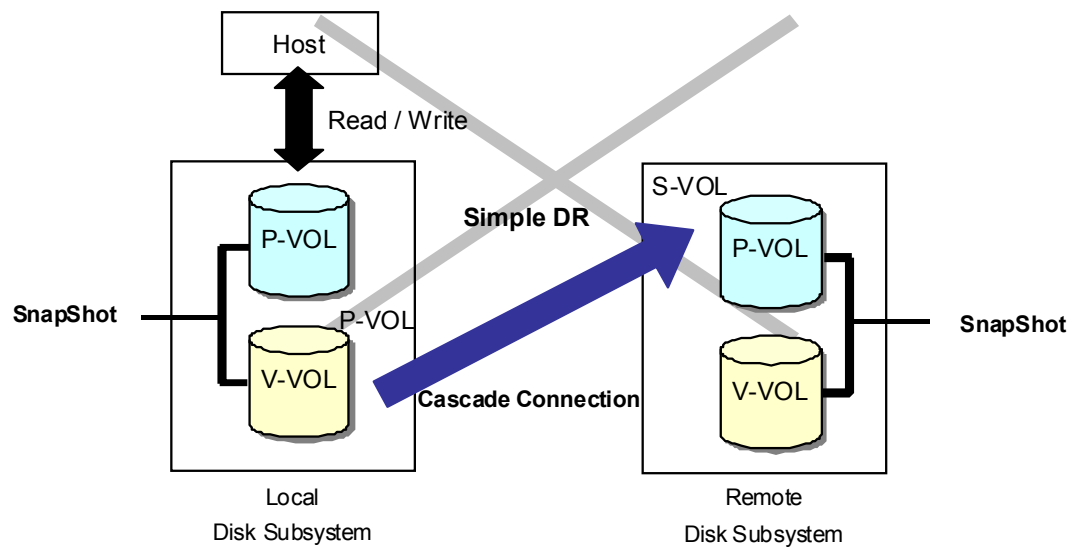 Host
Read / Write
S-VOL
P-VOL
Simple DR
P-VOL
SnapShot
P-VOL
SnapShot
V-VOL
Cascade Connection
V-VOL
Local
Disk Subsystem
Remote
Disk Subsystem